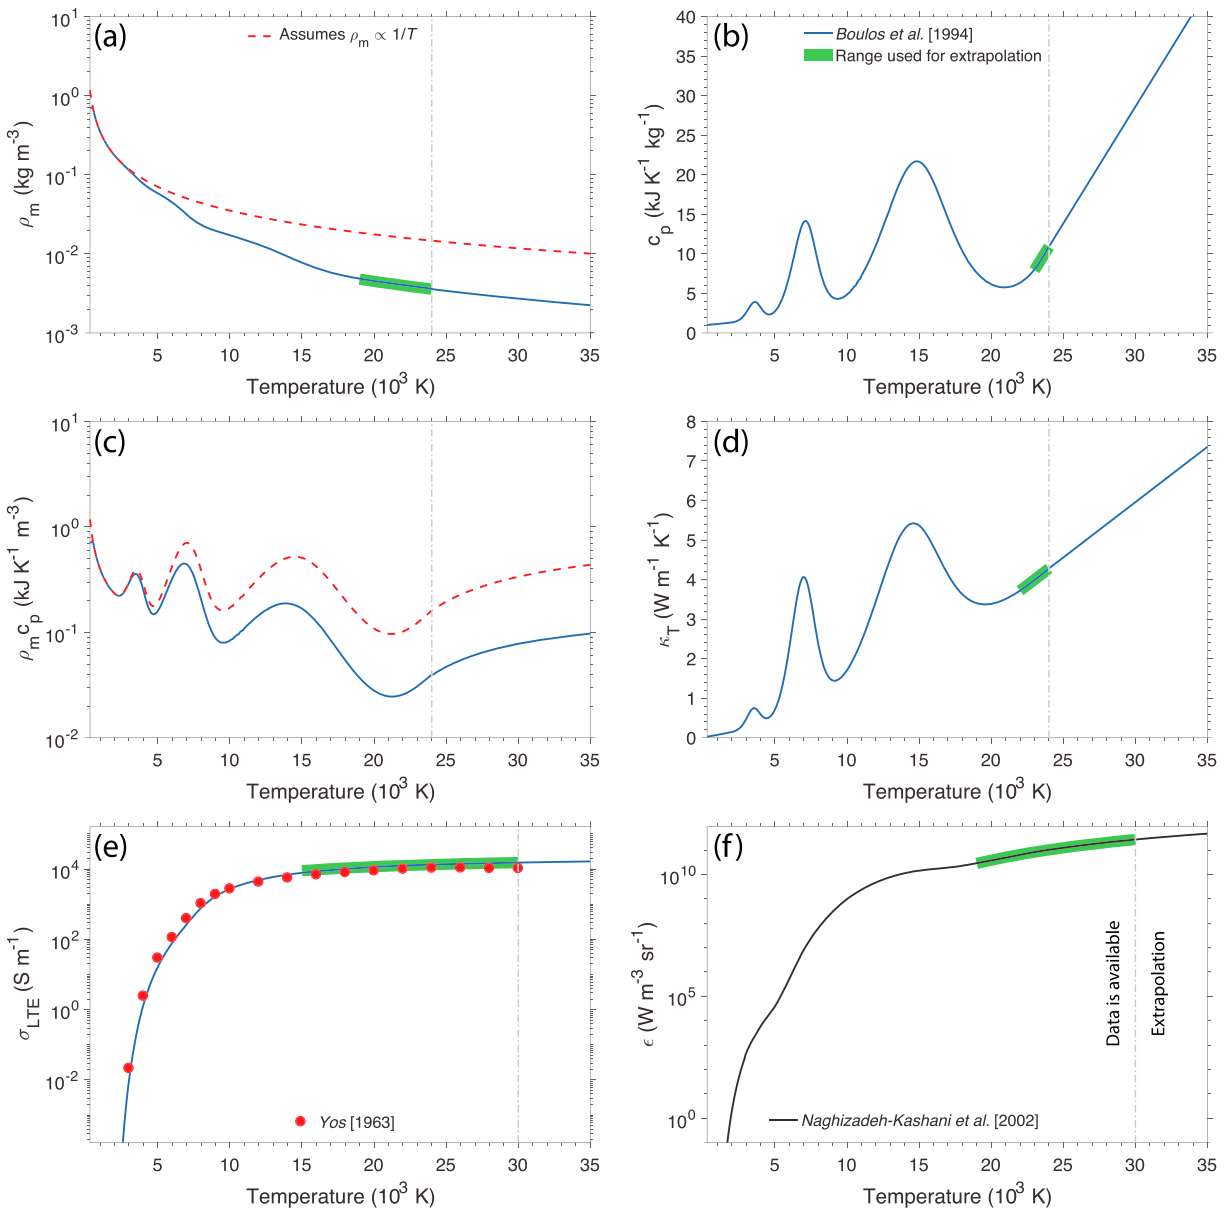 (a)
Assumes ρm ∝ 1/T
10^1
10^0
10^-1
10^-2
10^-3
ρm (kg m^-3)
5 10 15 20 25 30 35
Temperature (10^3 K)
(b)
Boulos et al. [1994]
Range used for extrapolation
40
35
30
25
20
15
10
5
0
cp (kJ K^-1 kg^-1)
5 10 15 20 25 30 35
Temperature (10^3 K)
(c)
10^1
10^0
10^-1
10^-2
ρmcp (kJ K^-1 m^-3)
5 10 15 20 25 30 35
Temperature (10^3 K)
(d)
8
7
6
5
4
3
2
1
0
κT (W m^-1 K^-1)
5 10 15 20 25 30 35
Temperature (10^3 K)
(e)
10^4
10^2
10^0
10^-2
σLTE (S m^-1)
Yos [1963]
5 10 15 20 25 30 35
Temperature (10^3 K)
(f)
10^10
10^5
10^0
ϵ (W m^-3 sr^-1)
Data is available
Extrapolation
Naghizadeh-Kashani et al. [2002]
5 10 15 20 25 30 35
Temperature (10^3 K)